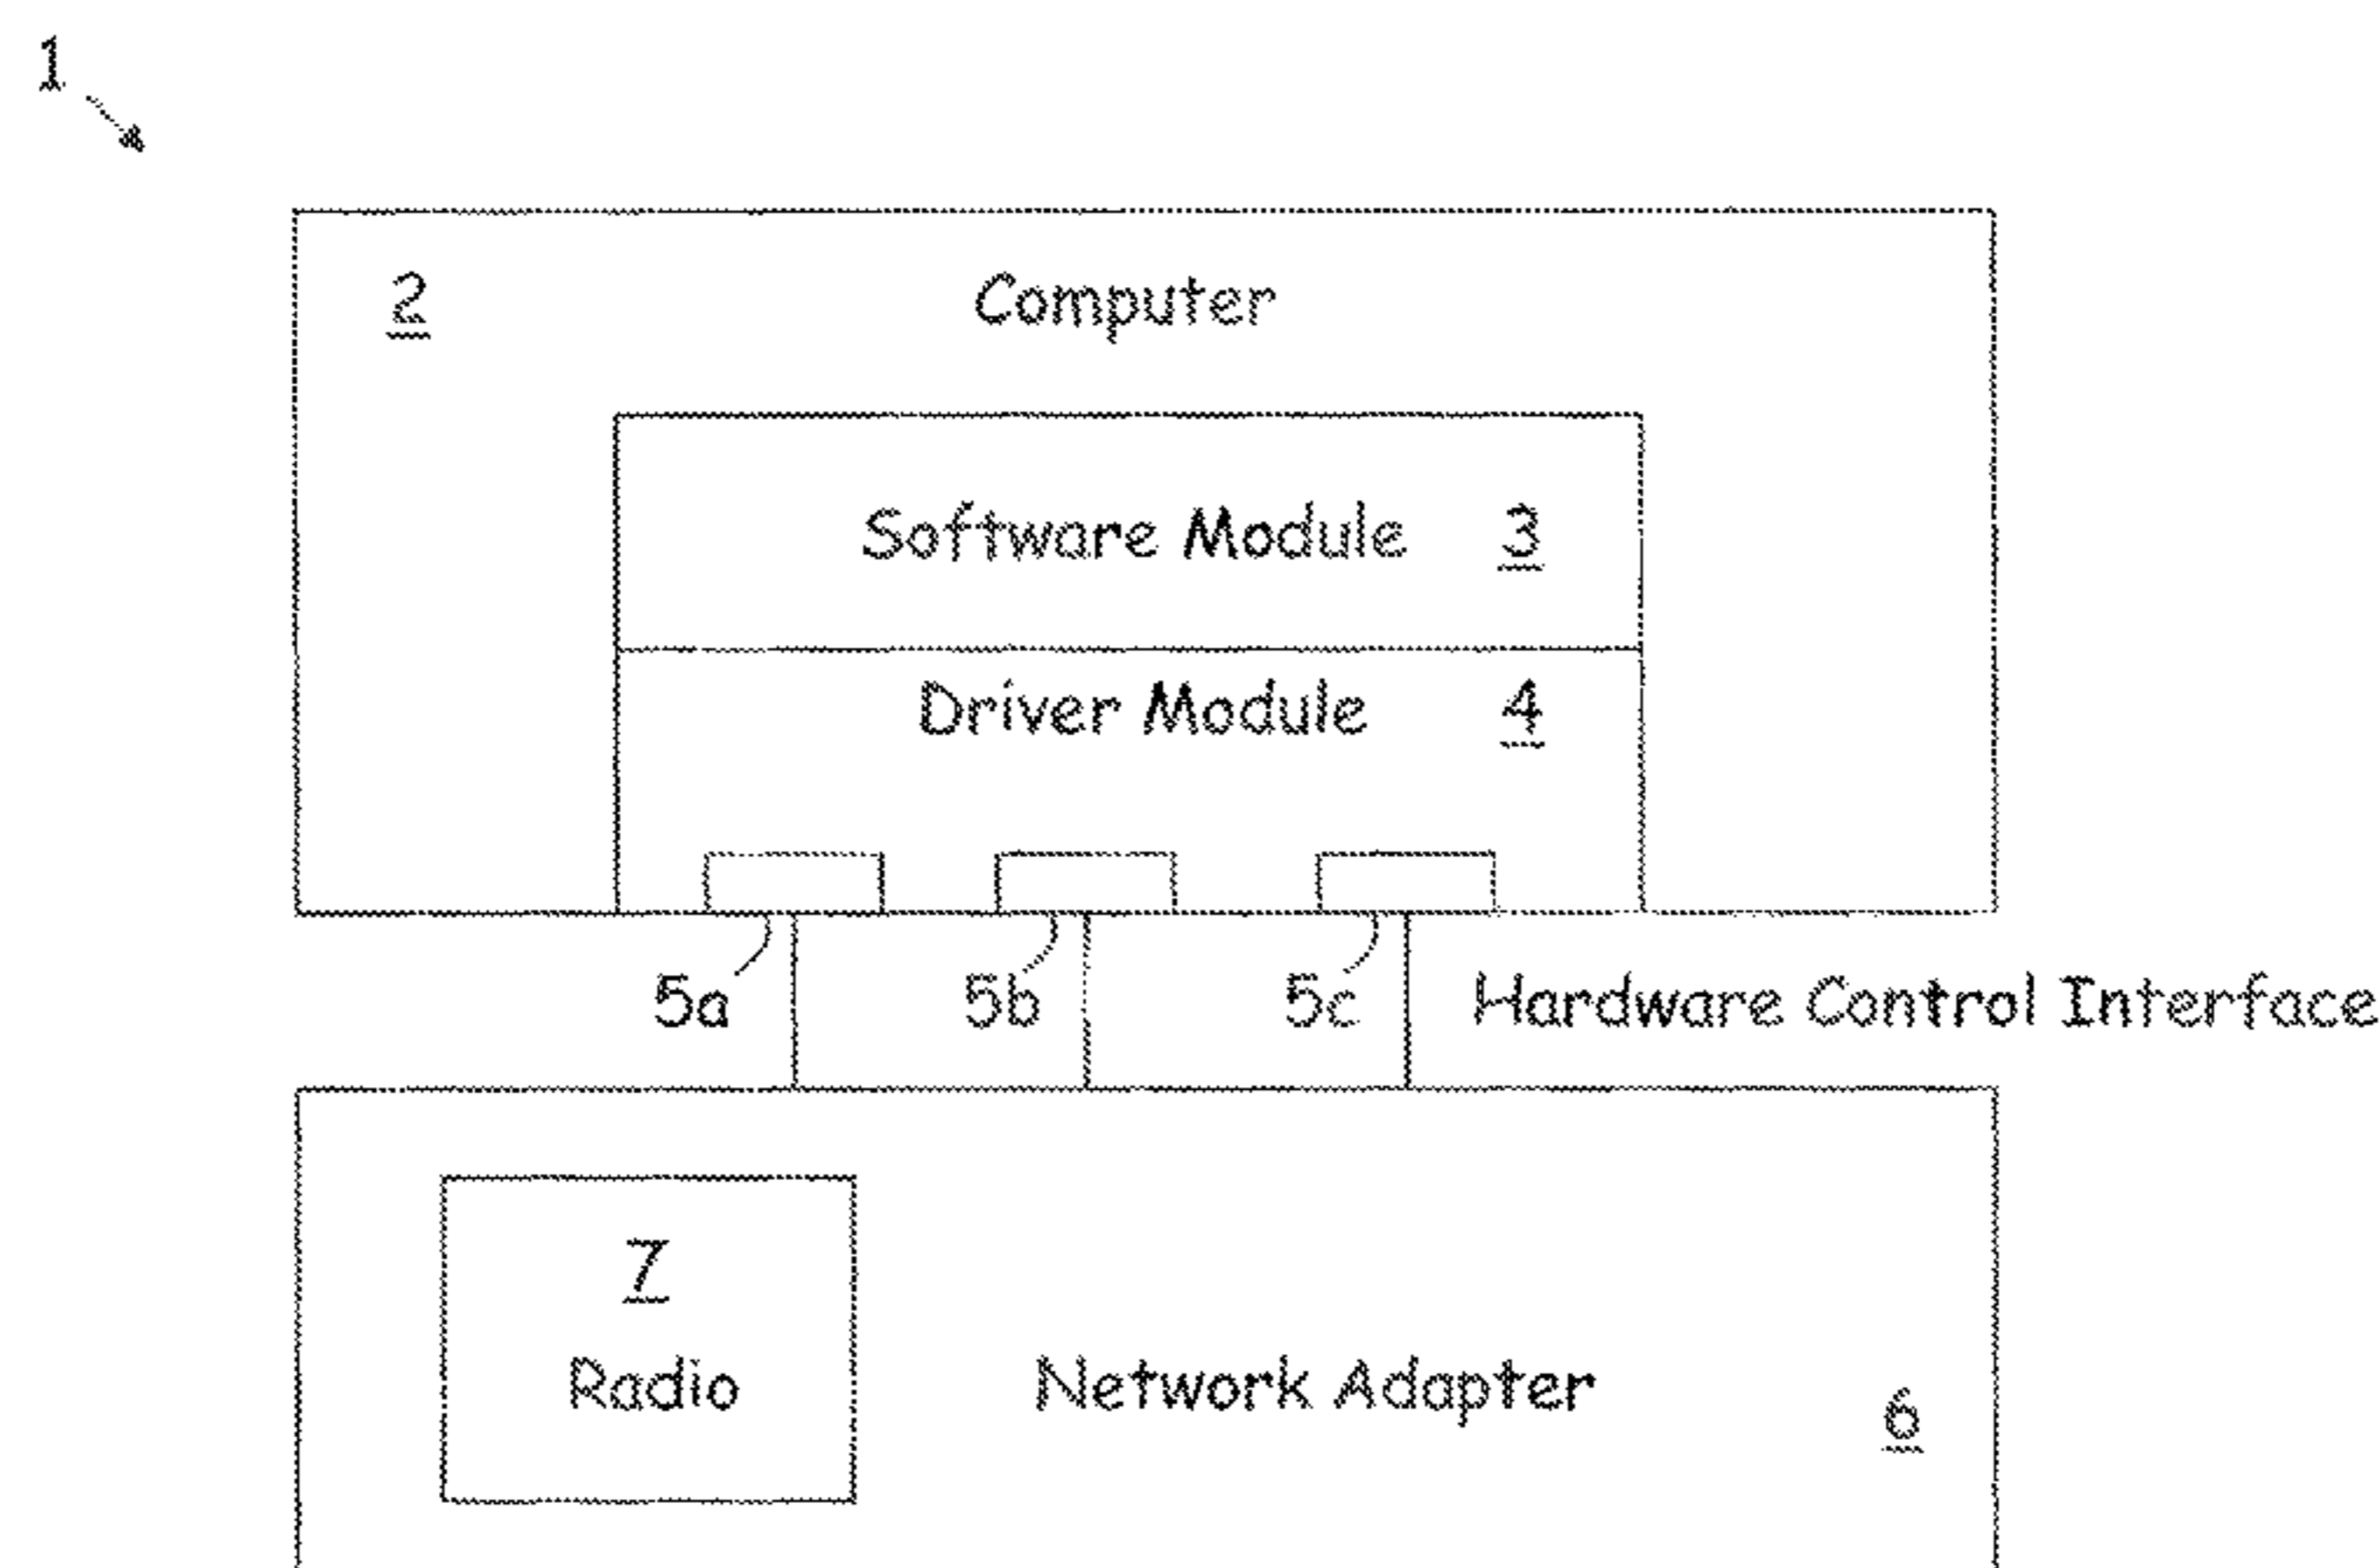 1
2 Computer
Software Module 3
Driver Module 4
5a 5b 5c Hardware Control Interface
7
Radio Network Adapter 6